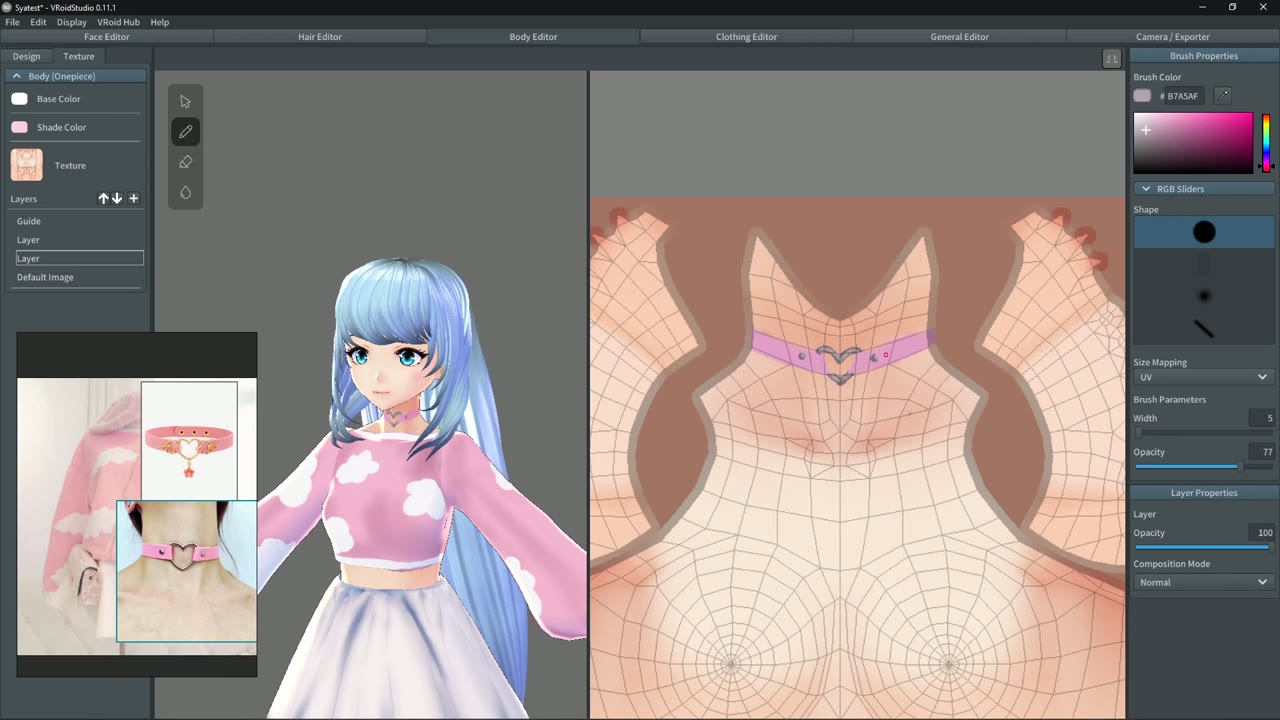 Syatest* - VRoidStudio 0.11.1
File Edit Display VRoid Hub Help
Face Editor Hair Editor Body Editor Clothing Editor General Editor Camera / Exporter
Design Texture
Body (Onepiece)
Base Color
Shade Color
Texture
Layers
Guide
Layer
Layer
Default Image
Brush Properties
Brush Color
# B7A5AF
RGB Sliders
Shape
Size Mapping
UV
Brush Parameters
Width 5
Opacity 77
Layer Properties
Layer
Opacity 100
Composition Mode
Normal